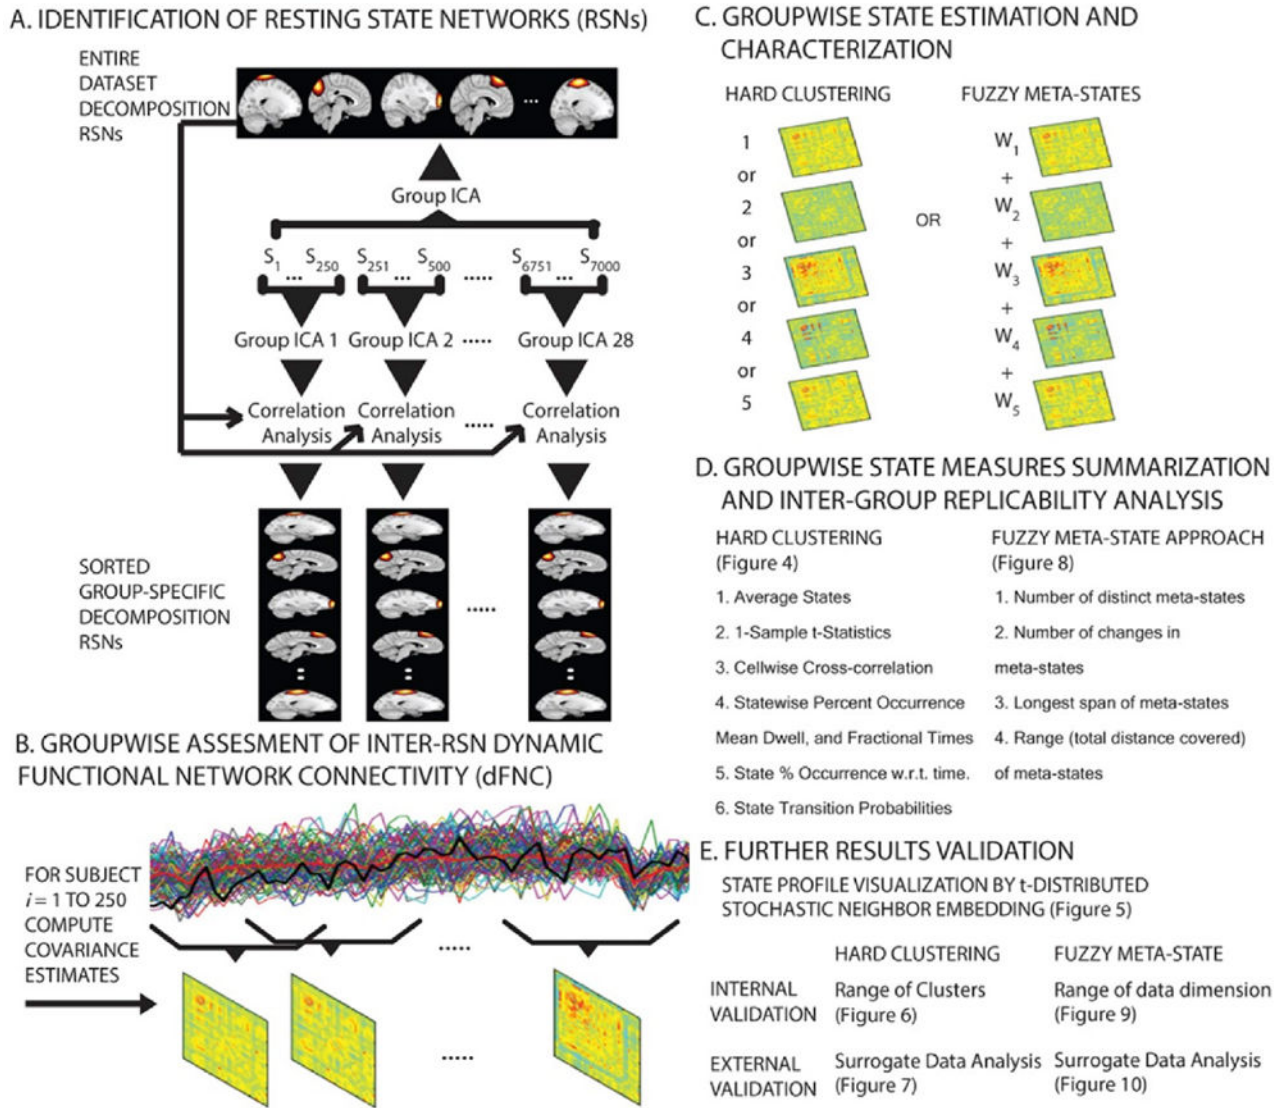 A. IDENTIFICATION OF RESTING STATE NETWORKS (RSNs)
ENTIRE
DATASET
DECOMPOSITION
RSNs
...
Group ICA
S1 ... S250 S251 ... S500 ..... S6751 ... S7000
Group ICA 1 Group ICA 2 ..... Group ICA 28
Correlation Analysis
Correlation Analysis
.....
Correlation Analysis
SORTED
GROUP-SPECIFIC
DECOMPOSITION
RSNs
.....
B. GROUPWISE ASSESMENT OF INTER-RSN DYNAMIC
FUNCTIONAL NETWORK CONNECTIVITY (dFNC)
FOR SUBJECT
i = 1 TO 250
COMPUTE
COVARIANCE
ESTIMATES
.....
.....
C. GROUPWISE STATE ESTIMATION AND
CHARACTERIZATION
HARD CLUSTERING
1
or
2
or
3
or
4
or
5
OR
FUZZY META-STATES
W1
+
W2
+
W3
+
W4
+
W5
D. GROUPWISE STATE MEASURES SUMMARIZATION
AND INTER-GROUP REPLICABILITY ANALYSIS
HARD CLUSTERING
(Figure 4)
1. Average States
2. 1-Sample t-Statistics
3. Cellwise Cross-correlation
4. Statewise Percent Occurrence
Mean Dwell, and Fractional Times
5. State % Occurrence w.r.t. time.
6. State Transition Probabilities
FUZZY META-STATE APPROACH
(Figure 8)
1. Number of distinct meta-states
2. Number of changes in
meta-states
3. Longest span of meta-states
4. Range (total distance covered)
of meta-states
E. FURTHER RESULTS VALIDATION
STATE PROFILE VISUALIZATION BY t-DISTRIBUTED
STOCHASTIC NEIGHBOR EMBEDDING (Figure 5)
HARD CLUSTERING FUZZY META-STATE
INTERNAL Range of Clusters Range of data dimension
VALIDATION (Figure 6) (Figure 9)
EXTERNAL Surrogate Data Analysis Surrogate Data Analysis
VALIDATION (Figure 7) (Figure 10)